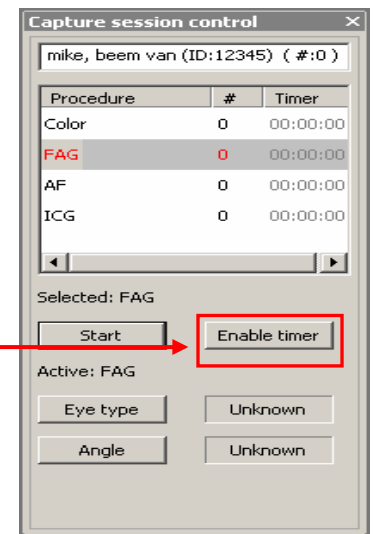 Capture session control
mike, beem van (ID:12345) ( #:0 )
Procedure # Timer
Color 0 00:00:00
FAG 0 00:00:00
AF 0 00:00:00
ICG 0 00:00:00
Selected: FAG
Start Enable timer
Active: FAG
Eye type Unknown
Angle Unknown